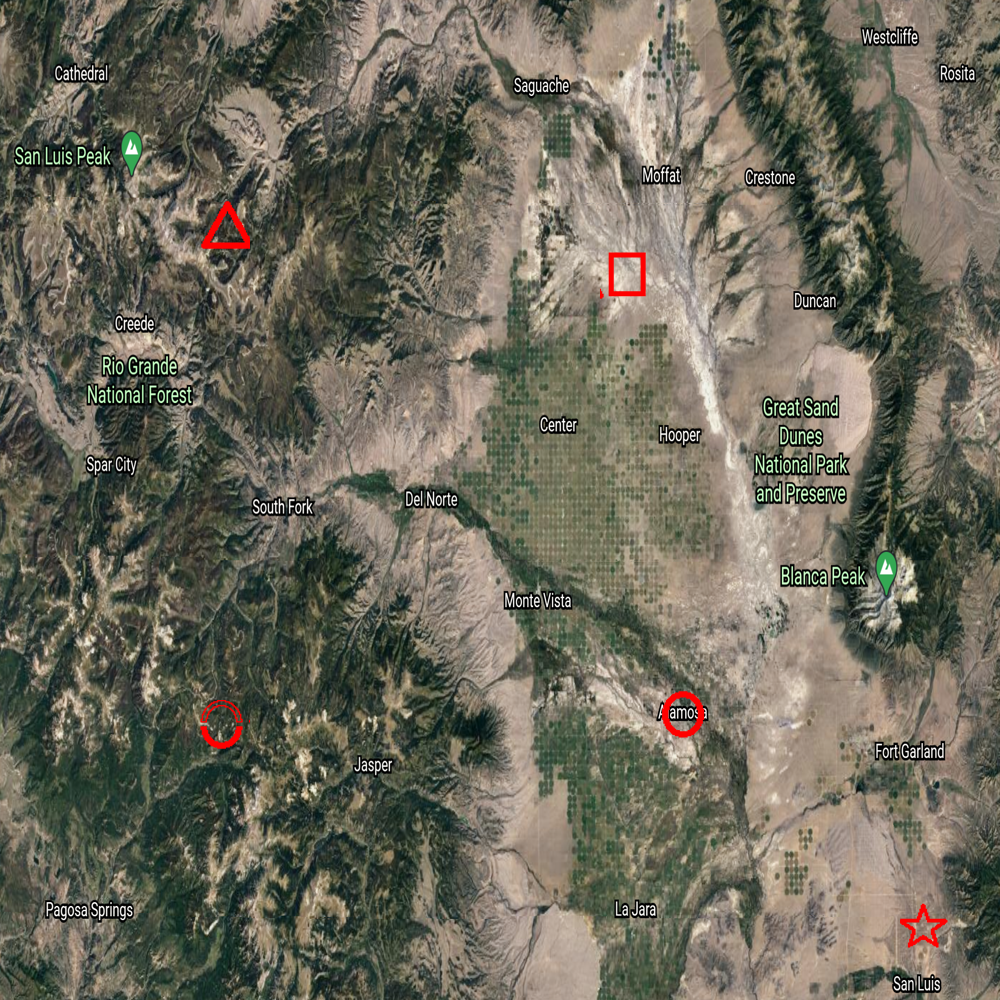 Westcliffe
Cathedral
Rosita
Saguache
San Luis Peak
Moffat
Crestone
Duncan
Creede
Rio Grande
National Forest
Great Sand
Dunes
National Park
and Preserve
Center
Hooper
Spar City
South Fork
Del Norte
Blanca Peak
Monte Vista
Alamosa
Fort Garland
Jasper
Pagosa Springs
La Jara
San Luis